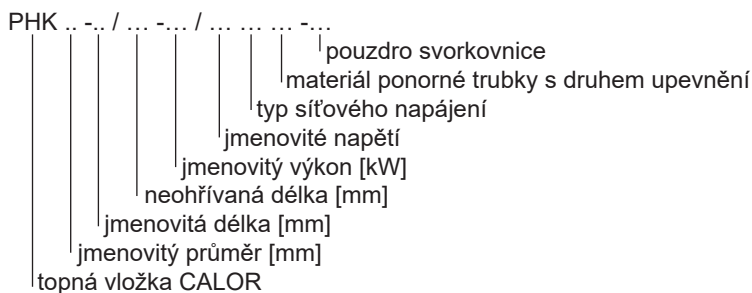 PHK .. -.. / … -… / … … … -…
pouzdro svorkovnice
materiál ponorné trubky s druhem upevnění
typ síťového napájení
jmenovité napětí
jmenovitý výkon [kW]
neohřívaná délka [mm]
jmenovitá délka [mm]
jmenovitý průměr [mm]
topná vložka CALOR